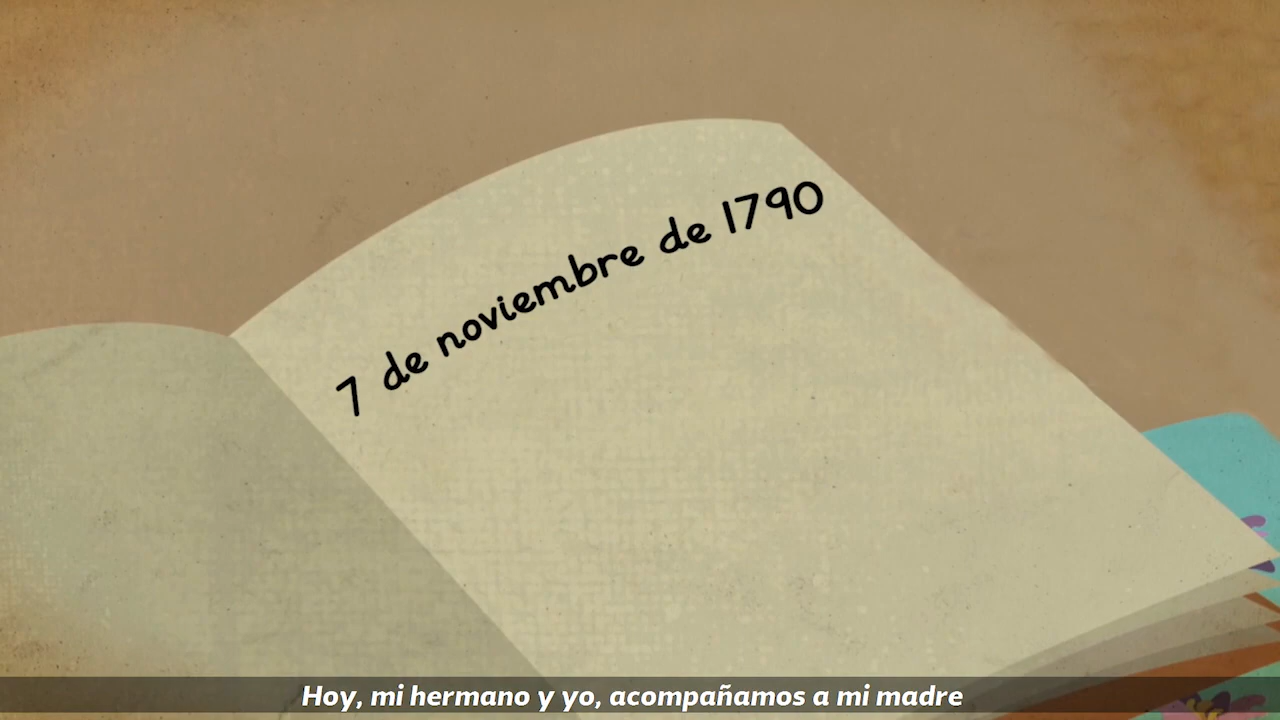 7 de noviembre de 1790
Hoy, mi hermano y yo, acompañamos a mi madre